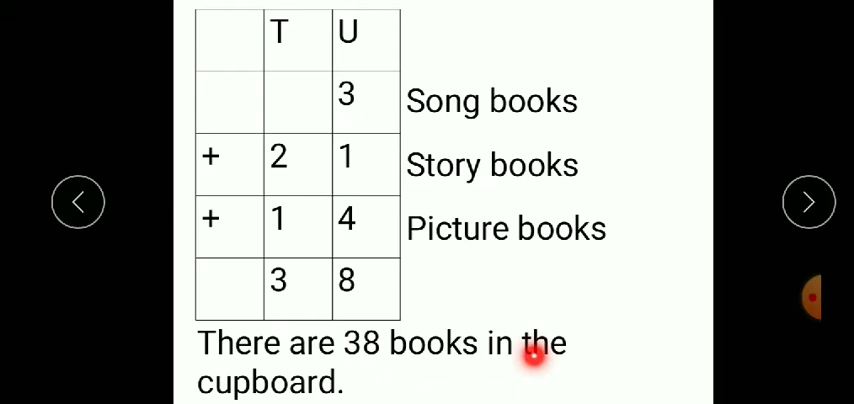 T U
3 Song books
+ 2 1 Story books
+ 1 4 Picture books
3 8
There are 38 books in the
cupboard.